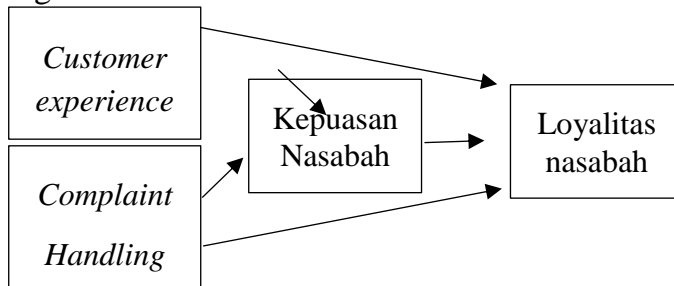 Customer
experience
Kepuasan
Nasabah
Loyalitas
nasabah
Complaint
Handling